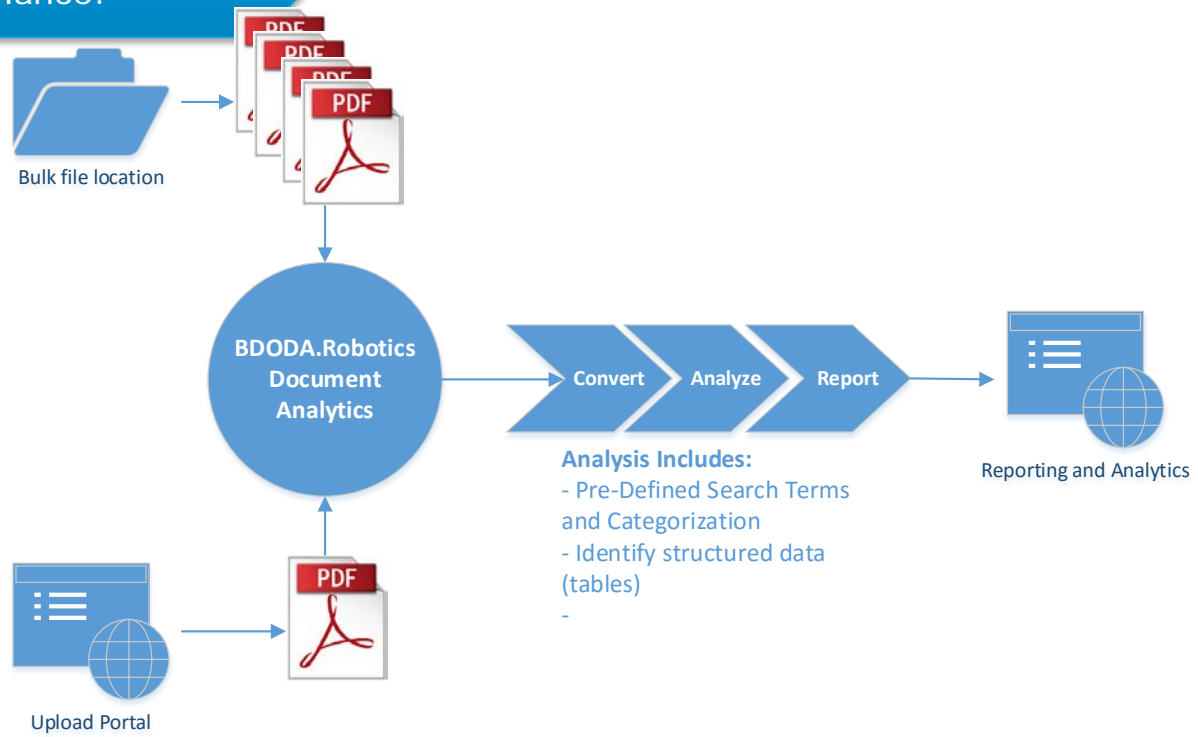 PDF
PDF
PDF
PDF
Bulk file location
BDODA.Robotics
Document
Analytics
Convert
Analyze
Report
Analysis Includes:
- Pre-Defined Search Terms
and Categorization
- Identify structured data
(tables)
-
Reporting and Analytics
PDF
Upload Portal